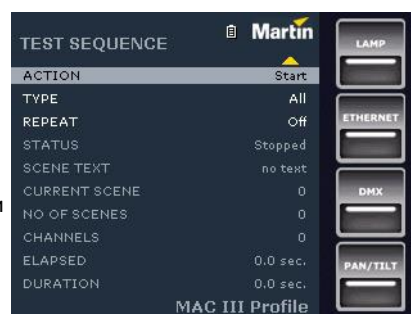 Martin
TEST SEQUENCE
ACTION Start
TYPE All
REPEAT Off
STATUS Stopped
SCENE TEXT no text
CURRENT SCENE 0
NO OF SCENES 0
CHANNELS 0
ELAPSED 0.0 sec.
DURATION 0.0 sec.
MAC III Profile
LAMP
ETHERNET
DMX
PAN/TILT